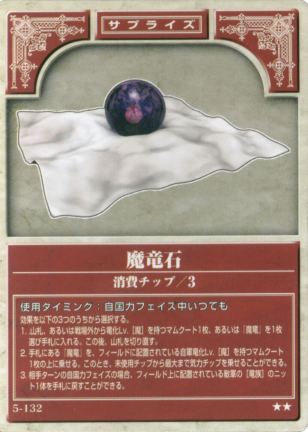 サプライズ
魔竜石
消費チップ/3
使用タイミング:自国力フェイス中いつでも
効果を以下の3つのうちから選択する。
1. 山札、あるいは戦場外から竜化Lv.［魔］を持つマムクート1枚、あるいは「魔竜」を1枚
選び手札に入れる。この後、山札を切り直す。
2. 手札にある「魔竜」を、フィールドに配置されている自軍竜化Lv.［魔］を持つマムクート
1枚の上に乗せる。このとき、未使用チップから最大まで気力チップを乗せることができる。
3. 相手ターンの自国力フェイスの場合、フィールド上に配置されている敵軍の［竜族］のユニ
ット1体を手札に戻すことができる。
5-132
★★